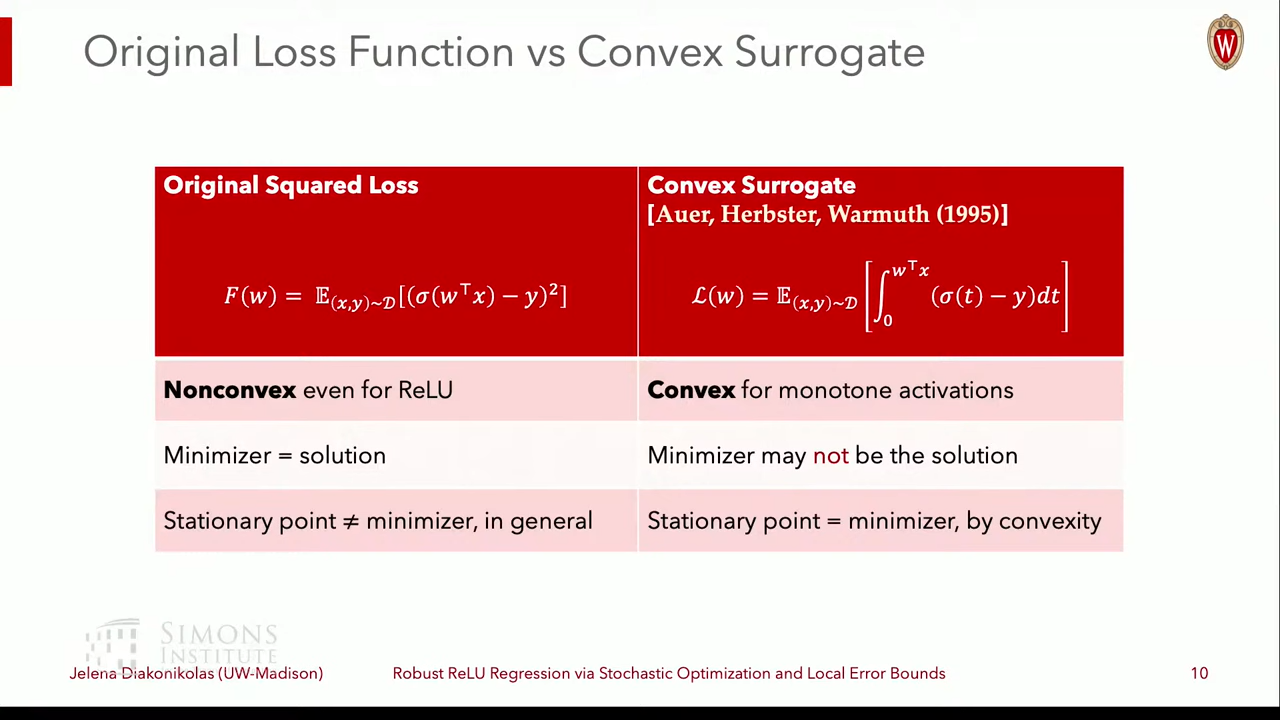 Original Loss Function vs Convex Surrogate
W
Original Squared Loss
F(w) = 𝔼₍ₓ,ᵧ₎∼𝒟[(σ(w⊤x) − y)²]
Convex Surrogate
[Auer, Herbster, Warmuth (1995)]
ℒ(w) = 𝔼₍ₓ,ᵧ₎∼𝒟 [∫₀^{w⊤x} (σ(t) − y)dt]
Nonconvex even for ReLU
Convex for monotone activations
Minimizer = solution
Minimizer may not be the solution
Stationary point ≠ minimizer, in general
Stationary point = minimizer, by convexity
SIMONS
INSTITUTE
Jelena Diakonikolas (UW-Madison)
Robust ReLU Regression via Stochastic Optimization and Local Error Bounds
10